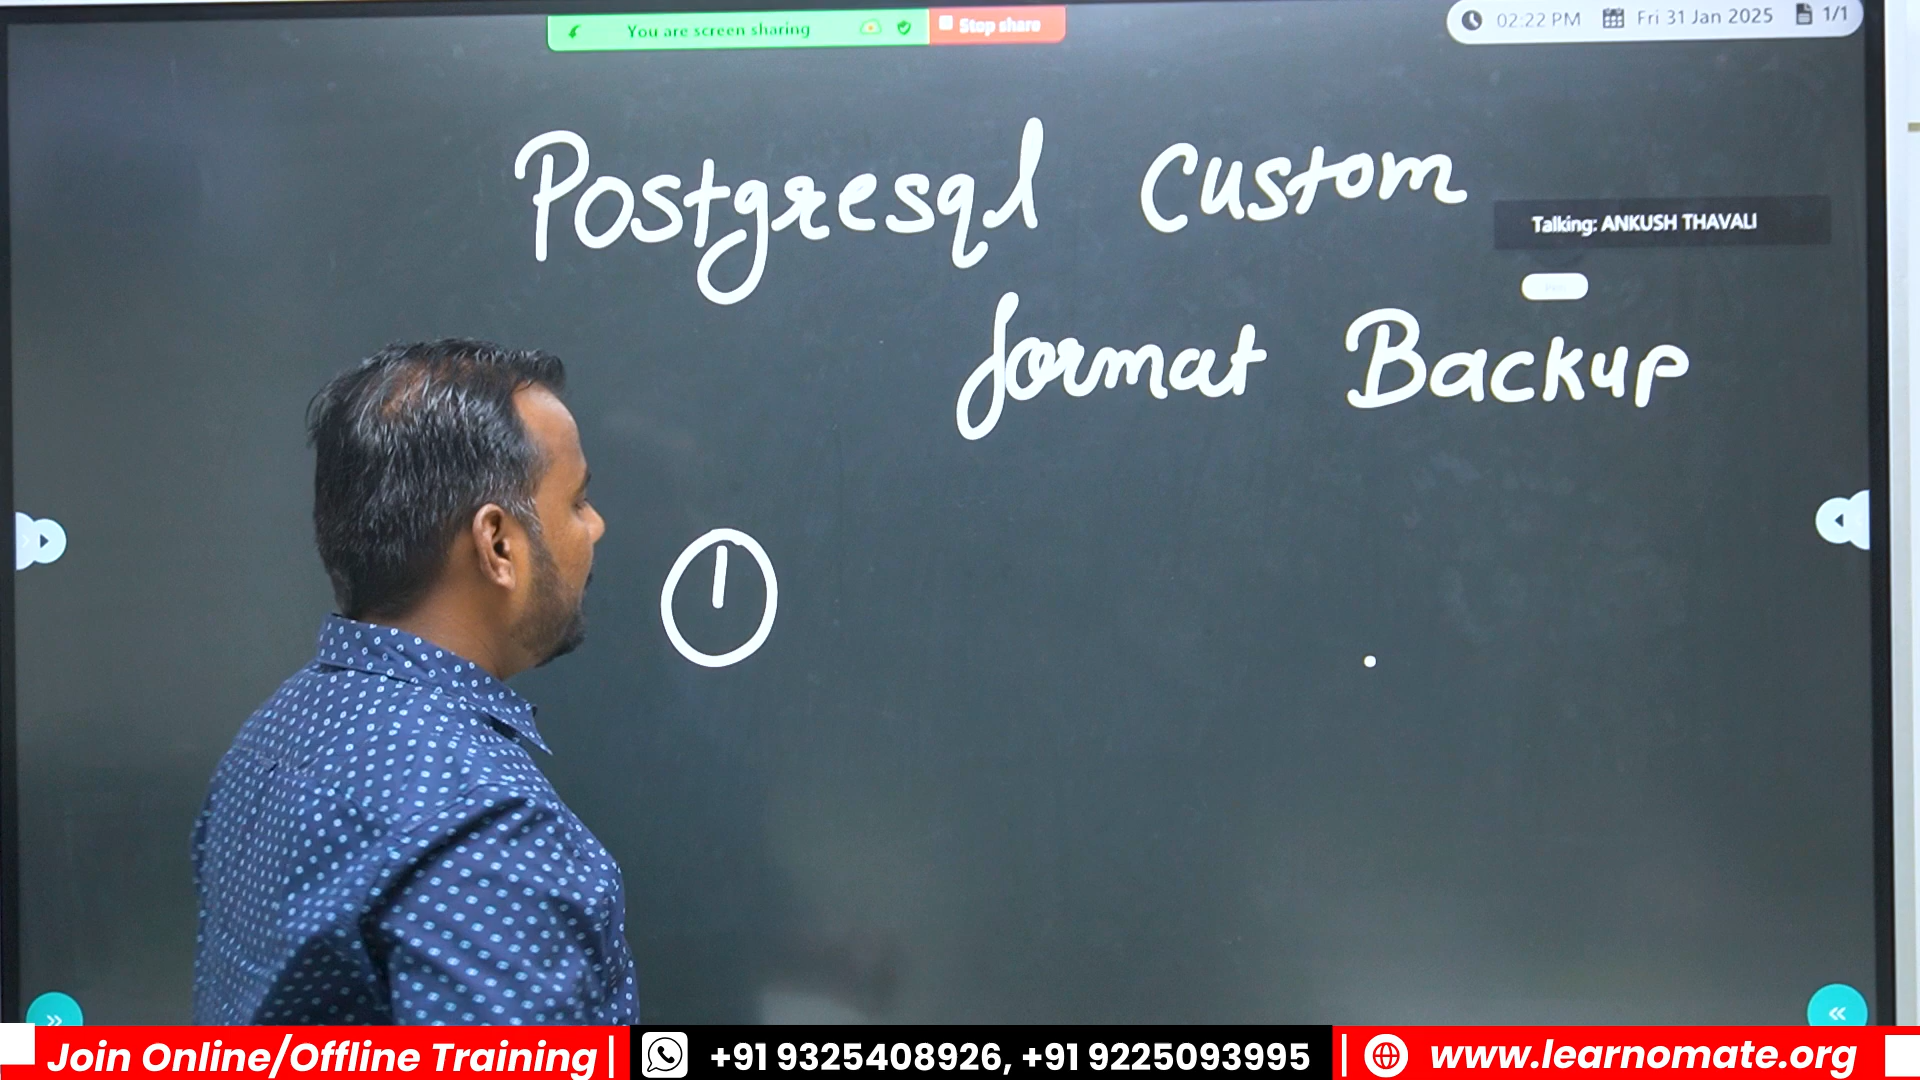 You are screen sharing Stop share
02:22 PM Fri 31 Jan 2025 1/1
Postgresql Custom
Talking: ANKUSH THAVALI
format Backup
1
Join Online/Offline Training| +91 9325408926, +91 9225093995 | www.learnomate.org